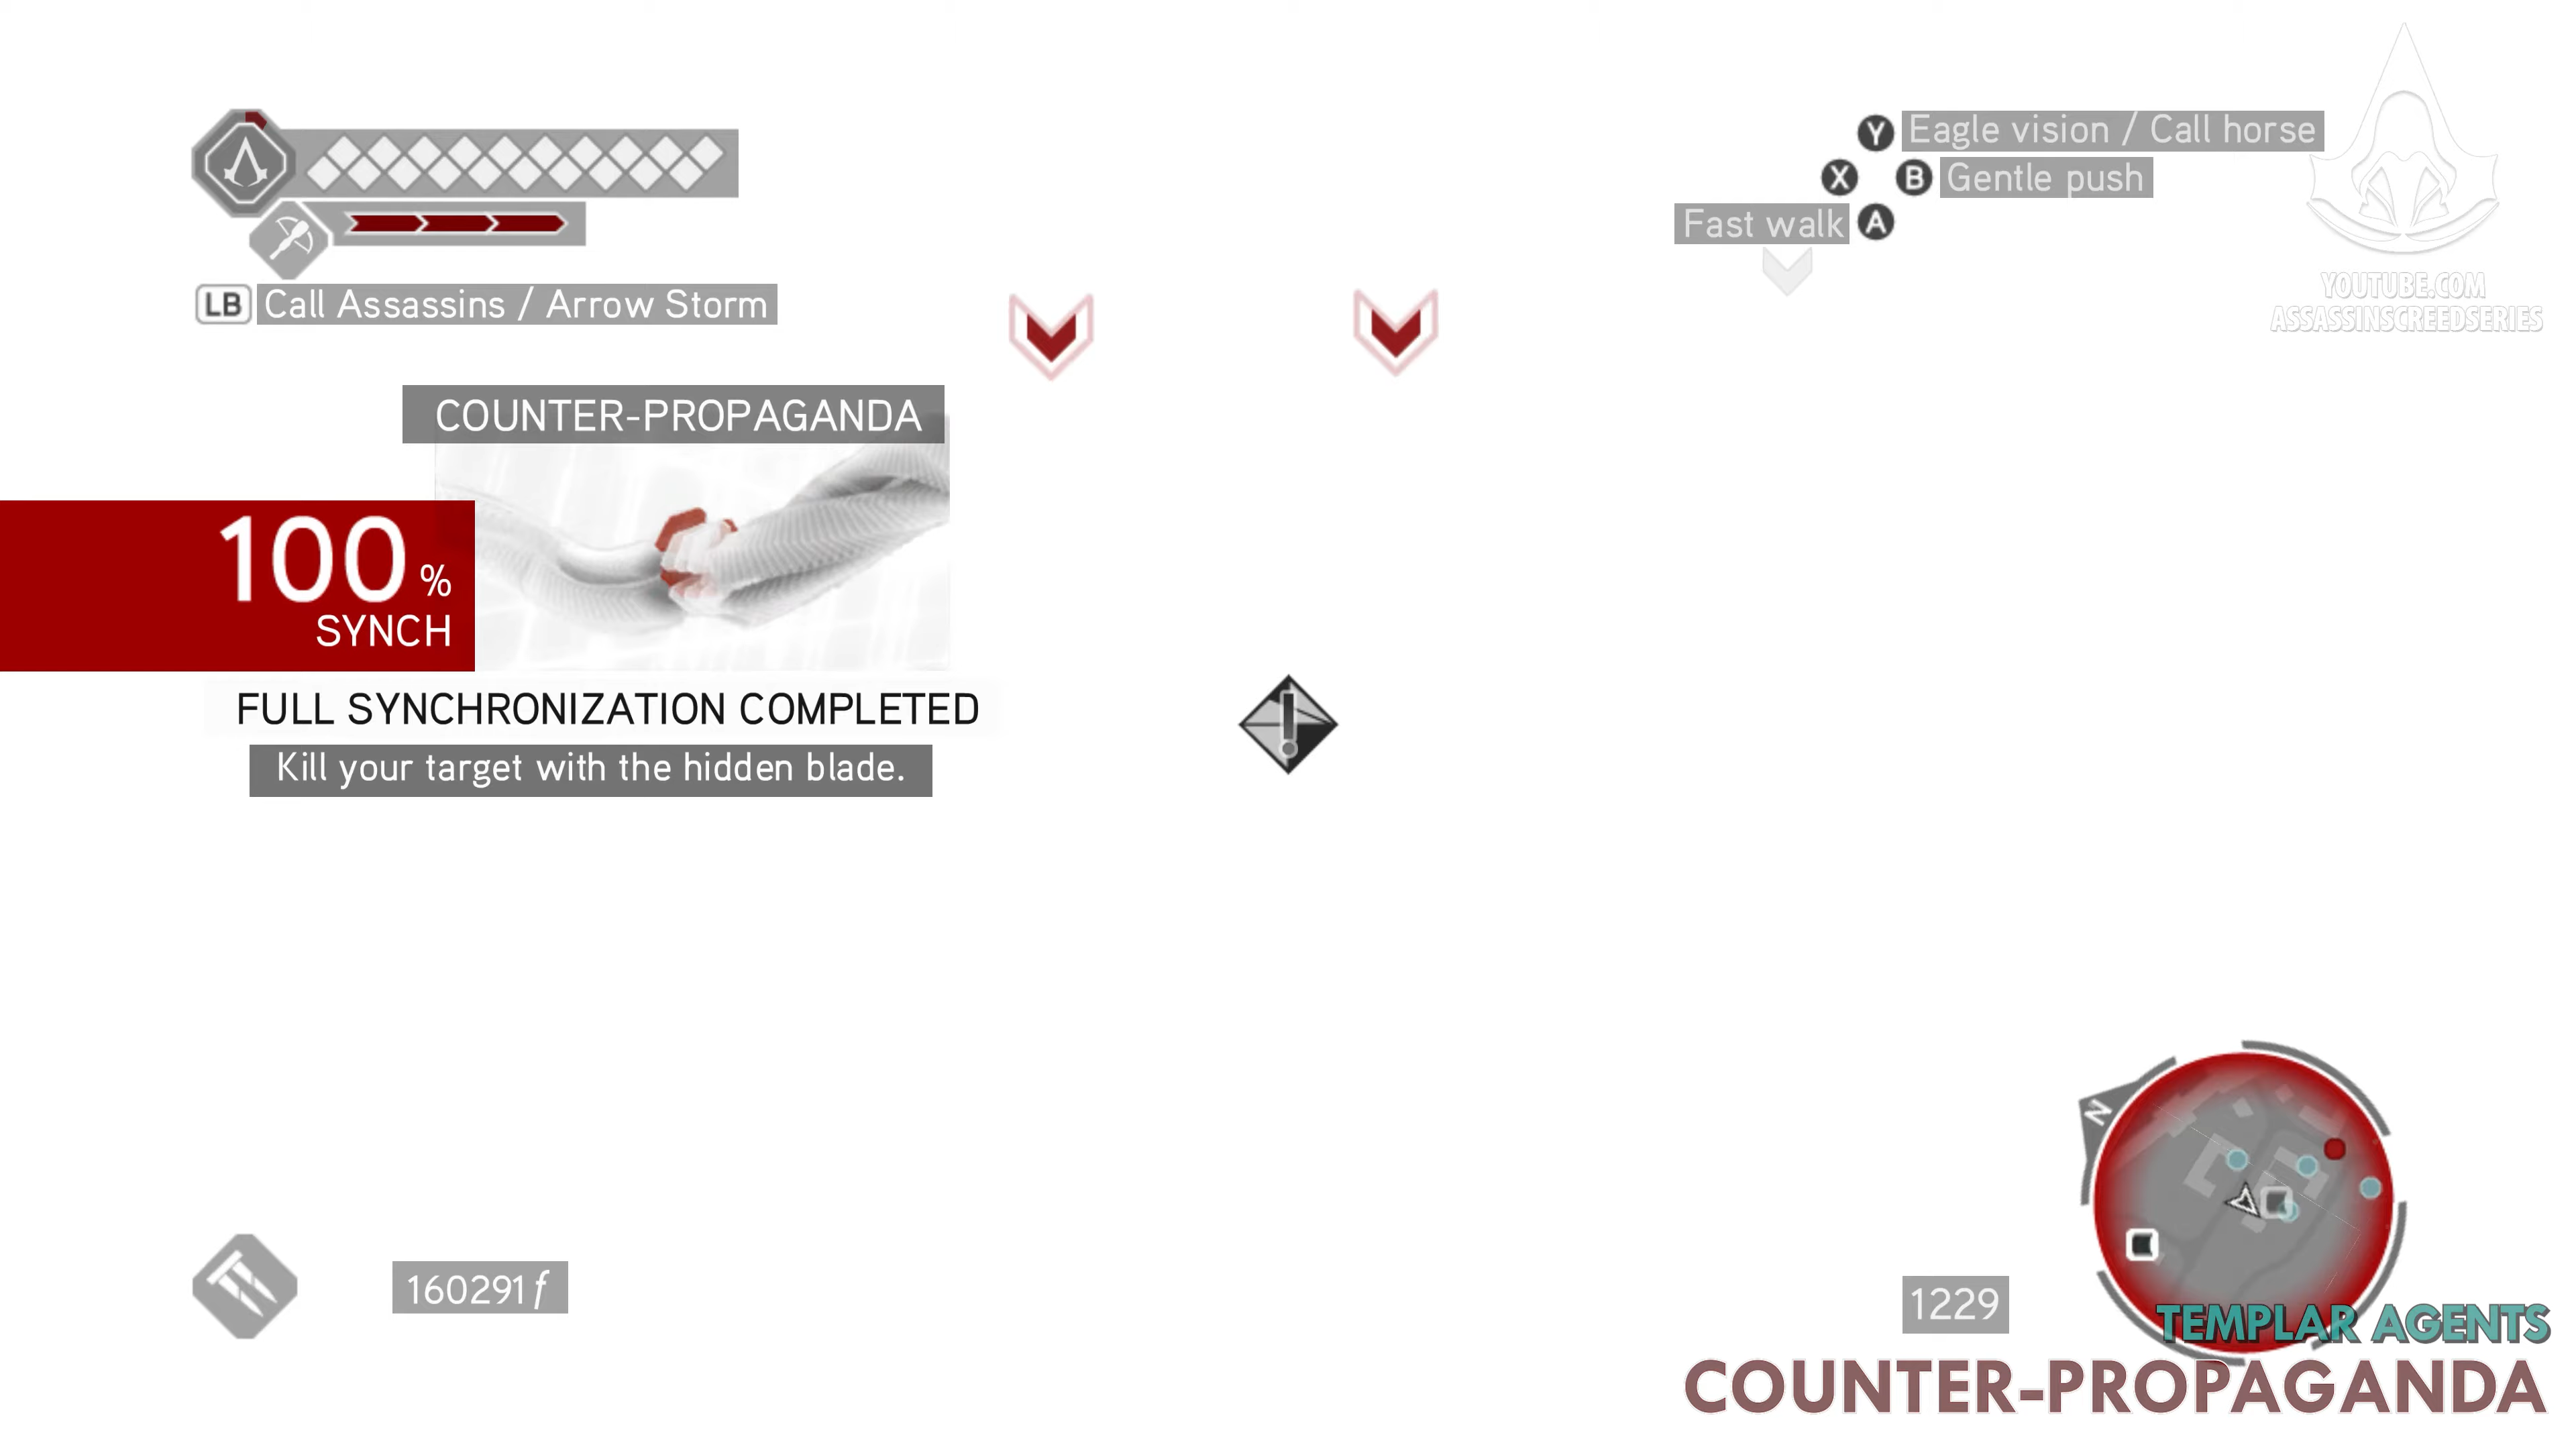 Y Eagle vision / Call horse
X B Gentle push
Fast walk A
LB Call Assassins / Arrow Storm
YOUTUBE.COM
ASSASSINSCREEDSERIES
COUNTER-PROPAGANDA
100%
SYNCH
FULL SYNCHRONIZATION COMPLETED
Kill your target with the hidden blade.
N
160291 f
1229
TEMPLAR AGENTS
COUNTER-PROPAGANDA